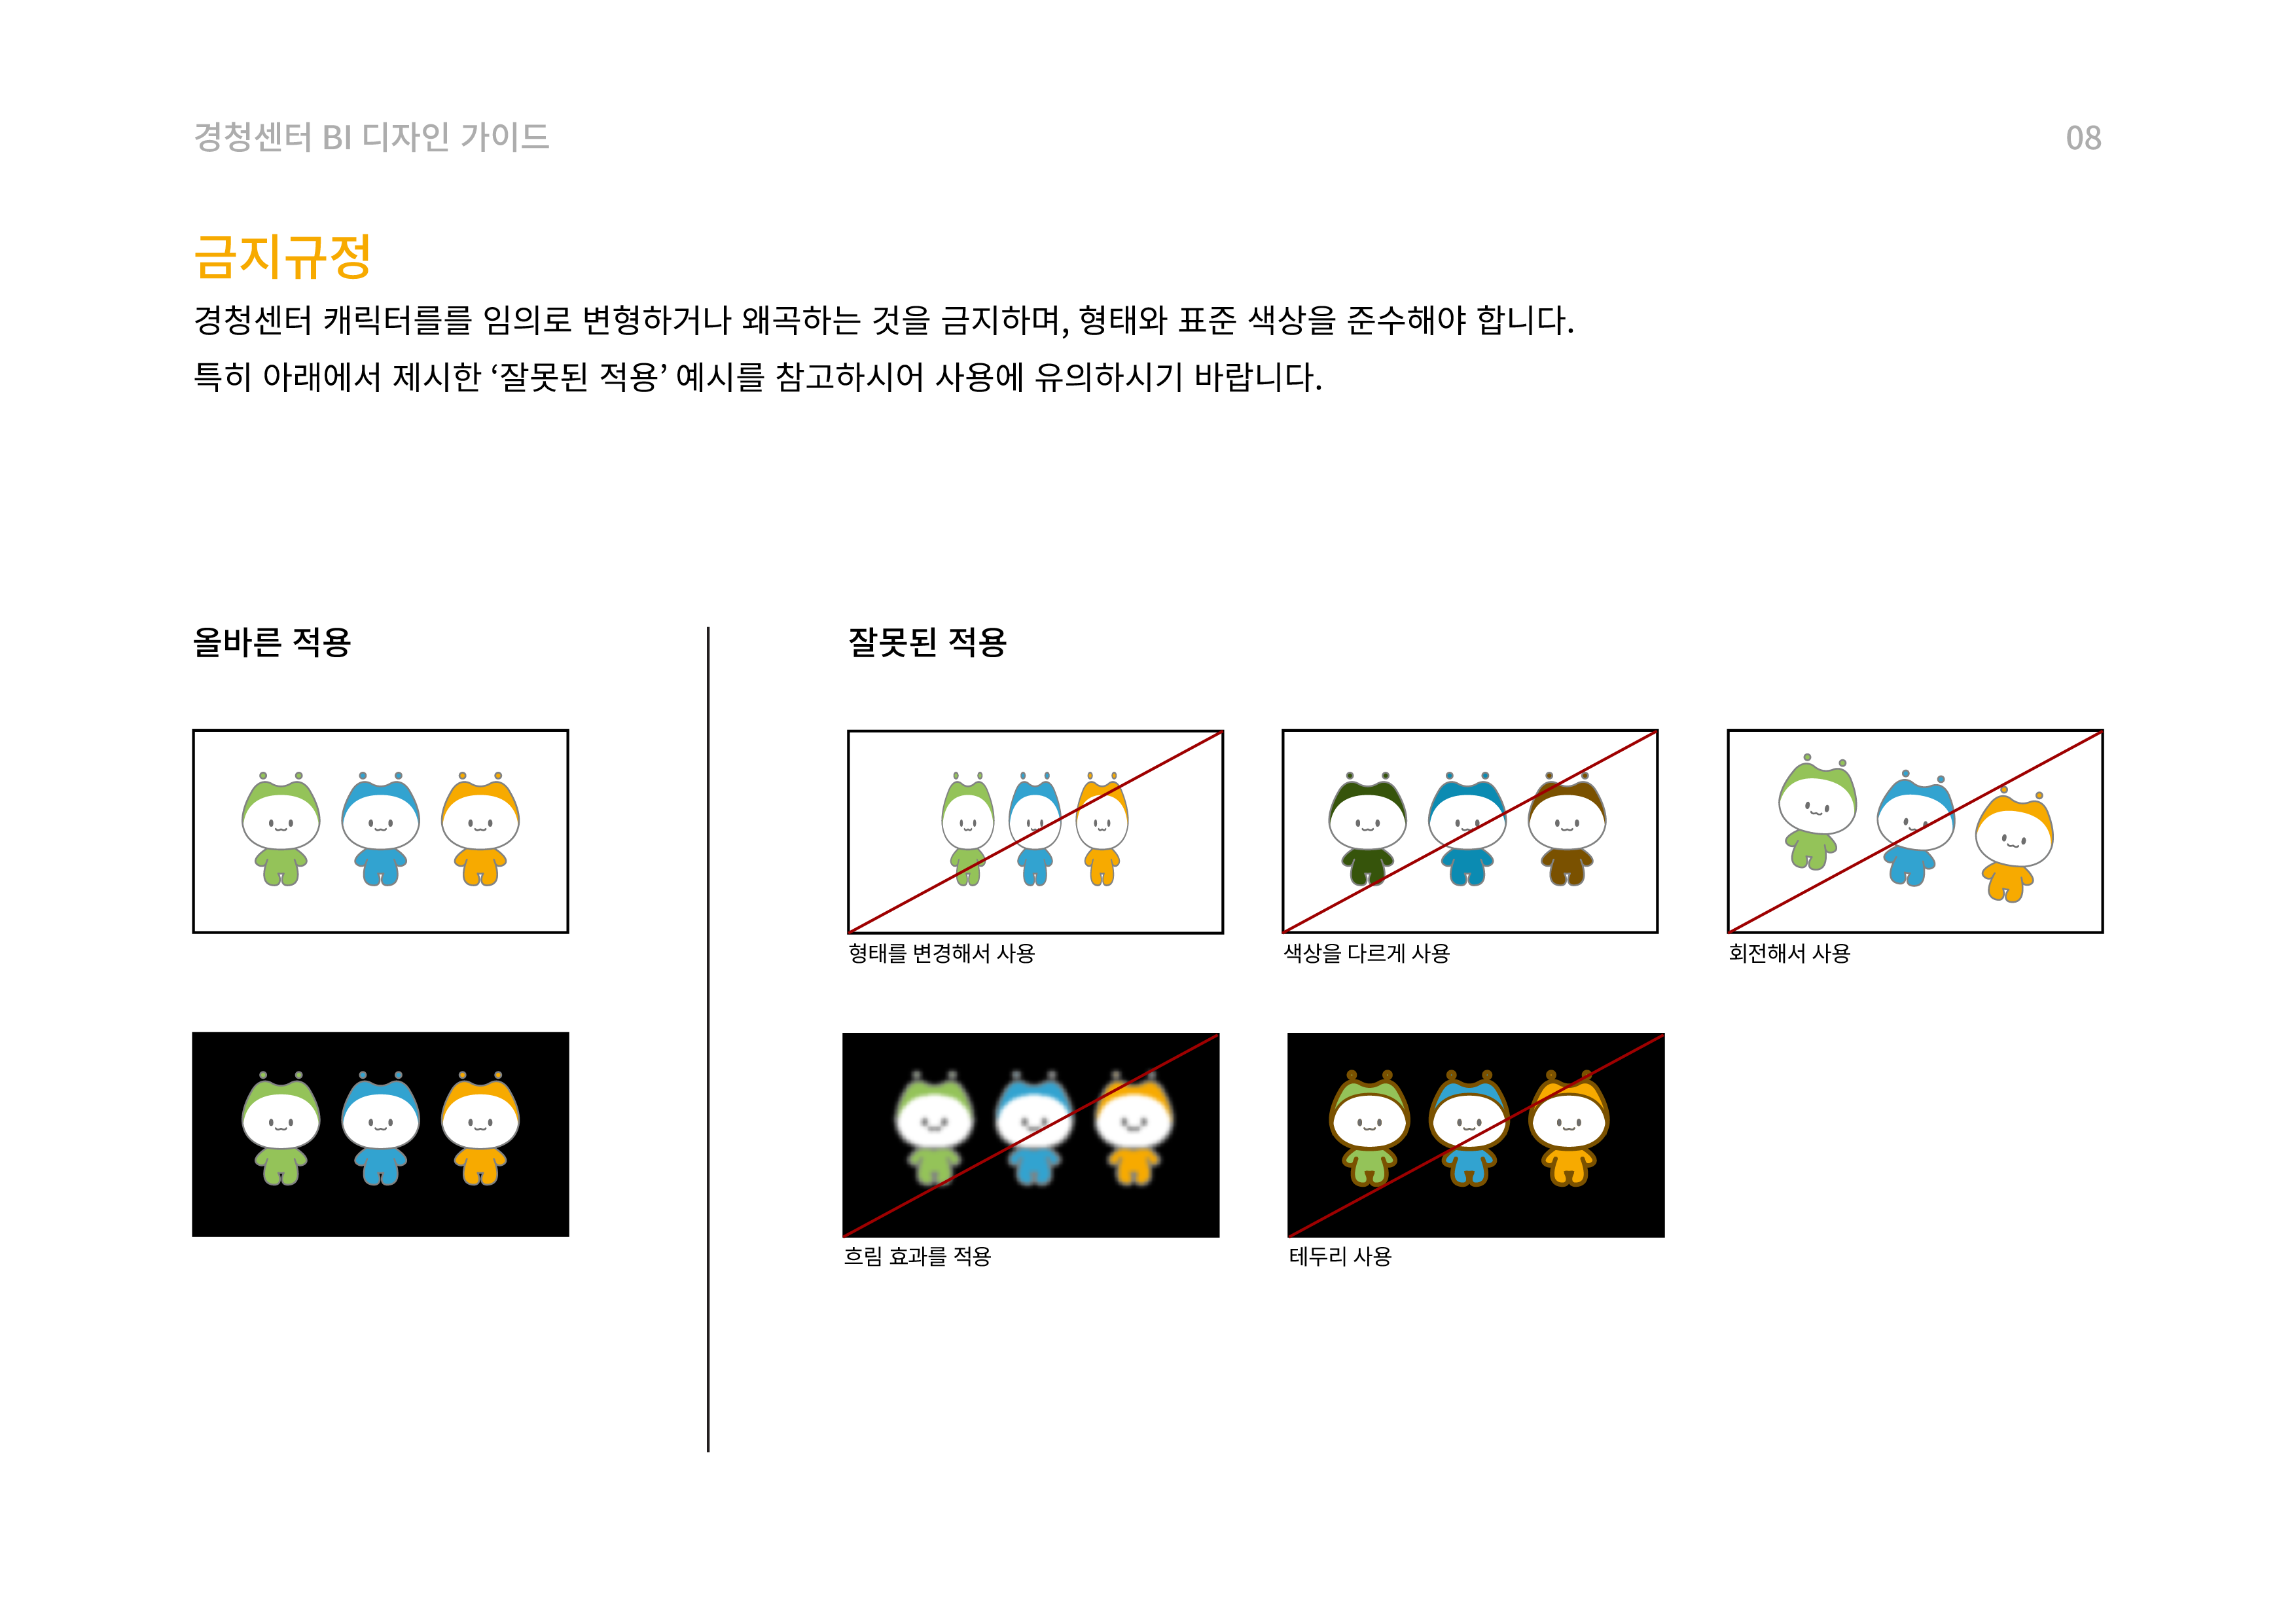 경청센터 BI 디자인 가이드
08
금지규정
경청센터 캐릭터를를 임의로 변형하거나 왜곡하는 것을 금지하며, 형태와 표준 색상을 준수해야 합니다.
특히 아래에서 제시한 ‘잘못된 적용’ 예시를 참고하시어 사용에 유의하시기 바랍니다.
올바른 적용
잘못된 적용
형태를 변경해서 사용
색상을 다르게 사용
회전해서 사용
흐림 효과를 적용
테두리 사용